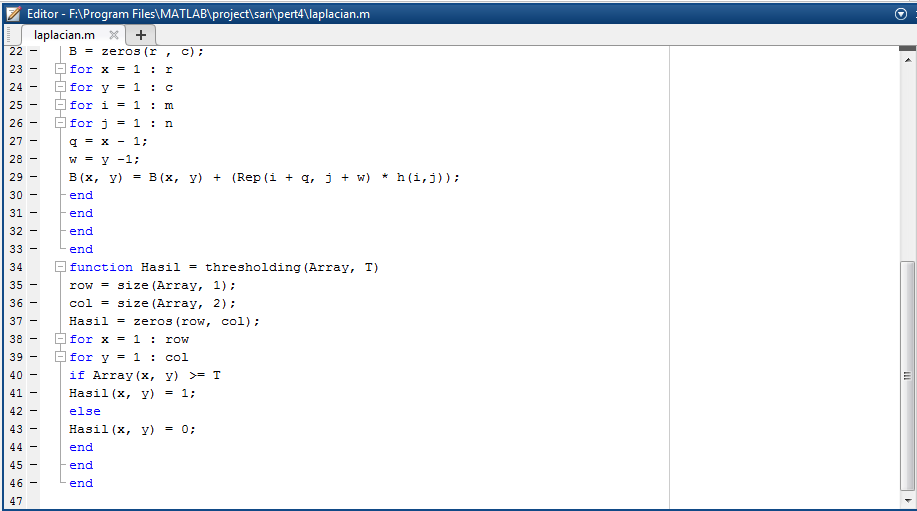 Editor - F:\Program Files\MATLAB\project\sari\pert4\laplacian.m
laplacian.m
22 B = zeros(r , c);
23 for x = 1 : r
24 for y = 1 : c
25 for i = 1 : m
26 for j = 1 : n
27 q = x - 1;
28 w = y -1;
29 B(x, y) = B(x, y) + (Rep(i + q, j + w) * h(i,j));
30 end
31 end
32 end
33 end
34 function Hasil = thresholding(Array, T)
35 row = size(Array, 1);
36 col = size(Array, 2);
37 Hasil = zeros(row, col);
38 for x = 1 : row
39 for y = 1 : col
40 if Array(x, y) >= T
41 Hasil(x, y) = 1;
42 else
43 Hasil(x, y) = 0;
44 end
45 end
46 end
47